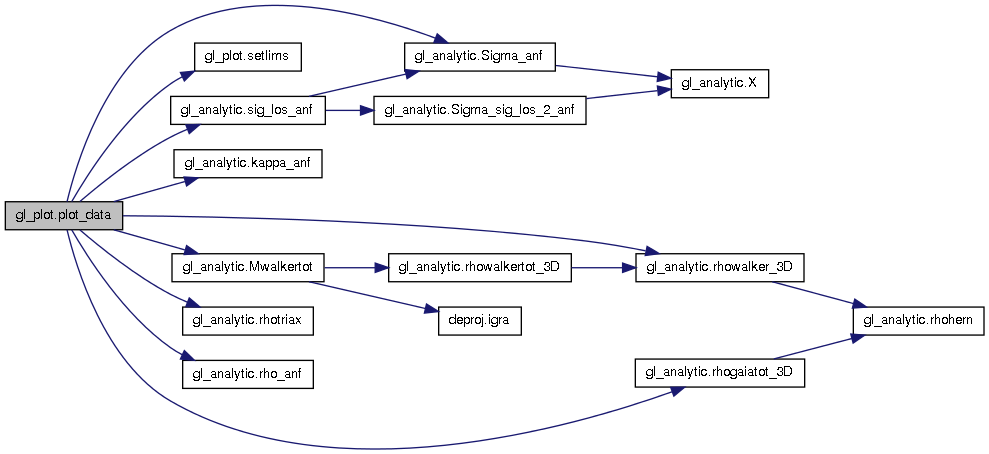 gl_plot.plot_data
gl_plot.setlims
gl_analytic.sig_los_anf
gl_analytic.kappa_anf
gl_analytic.Mwalkertot
gl_analytic.rhotriax
gl_analytic.rho_anf
gl_analytic.Sigma_anf
gl_analytic.Sigma_sig_los_2_anf
gl_analytic.rhowalkertot_3D
deproj.igra
gl_analytic.X
gl_analytic.rhowalker_3D
gl_analytic.rhogaiatot_3D
gl_analytic.rhohern